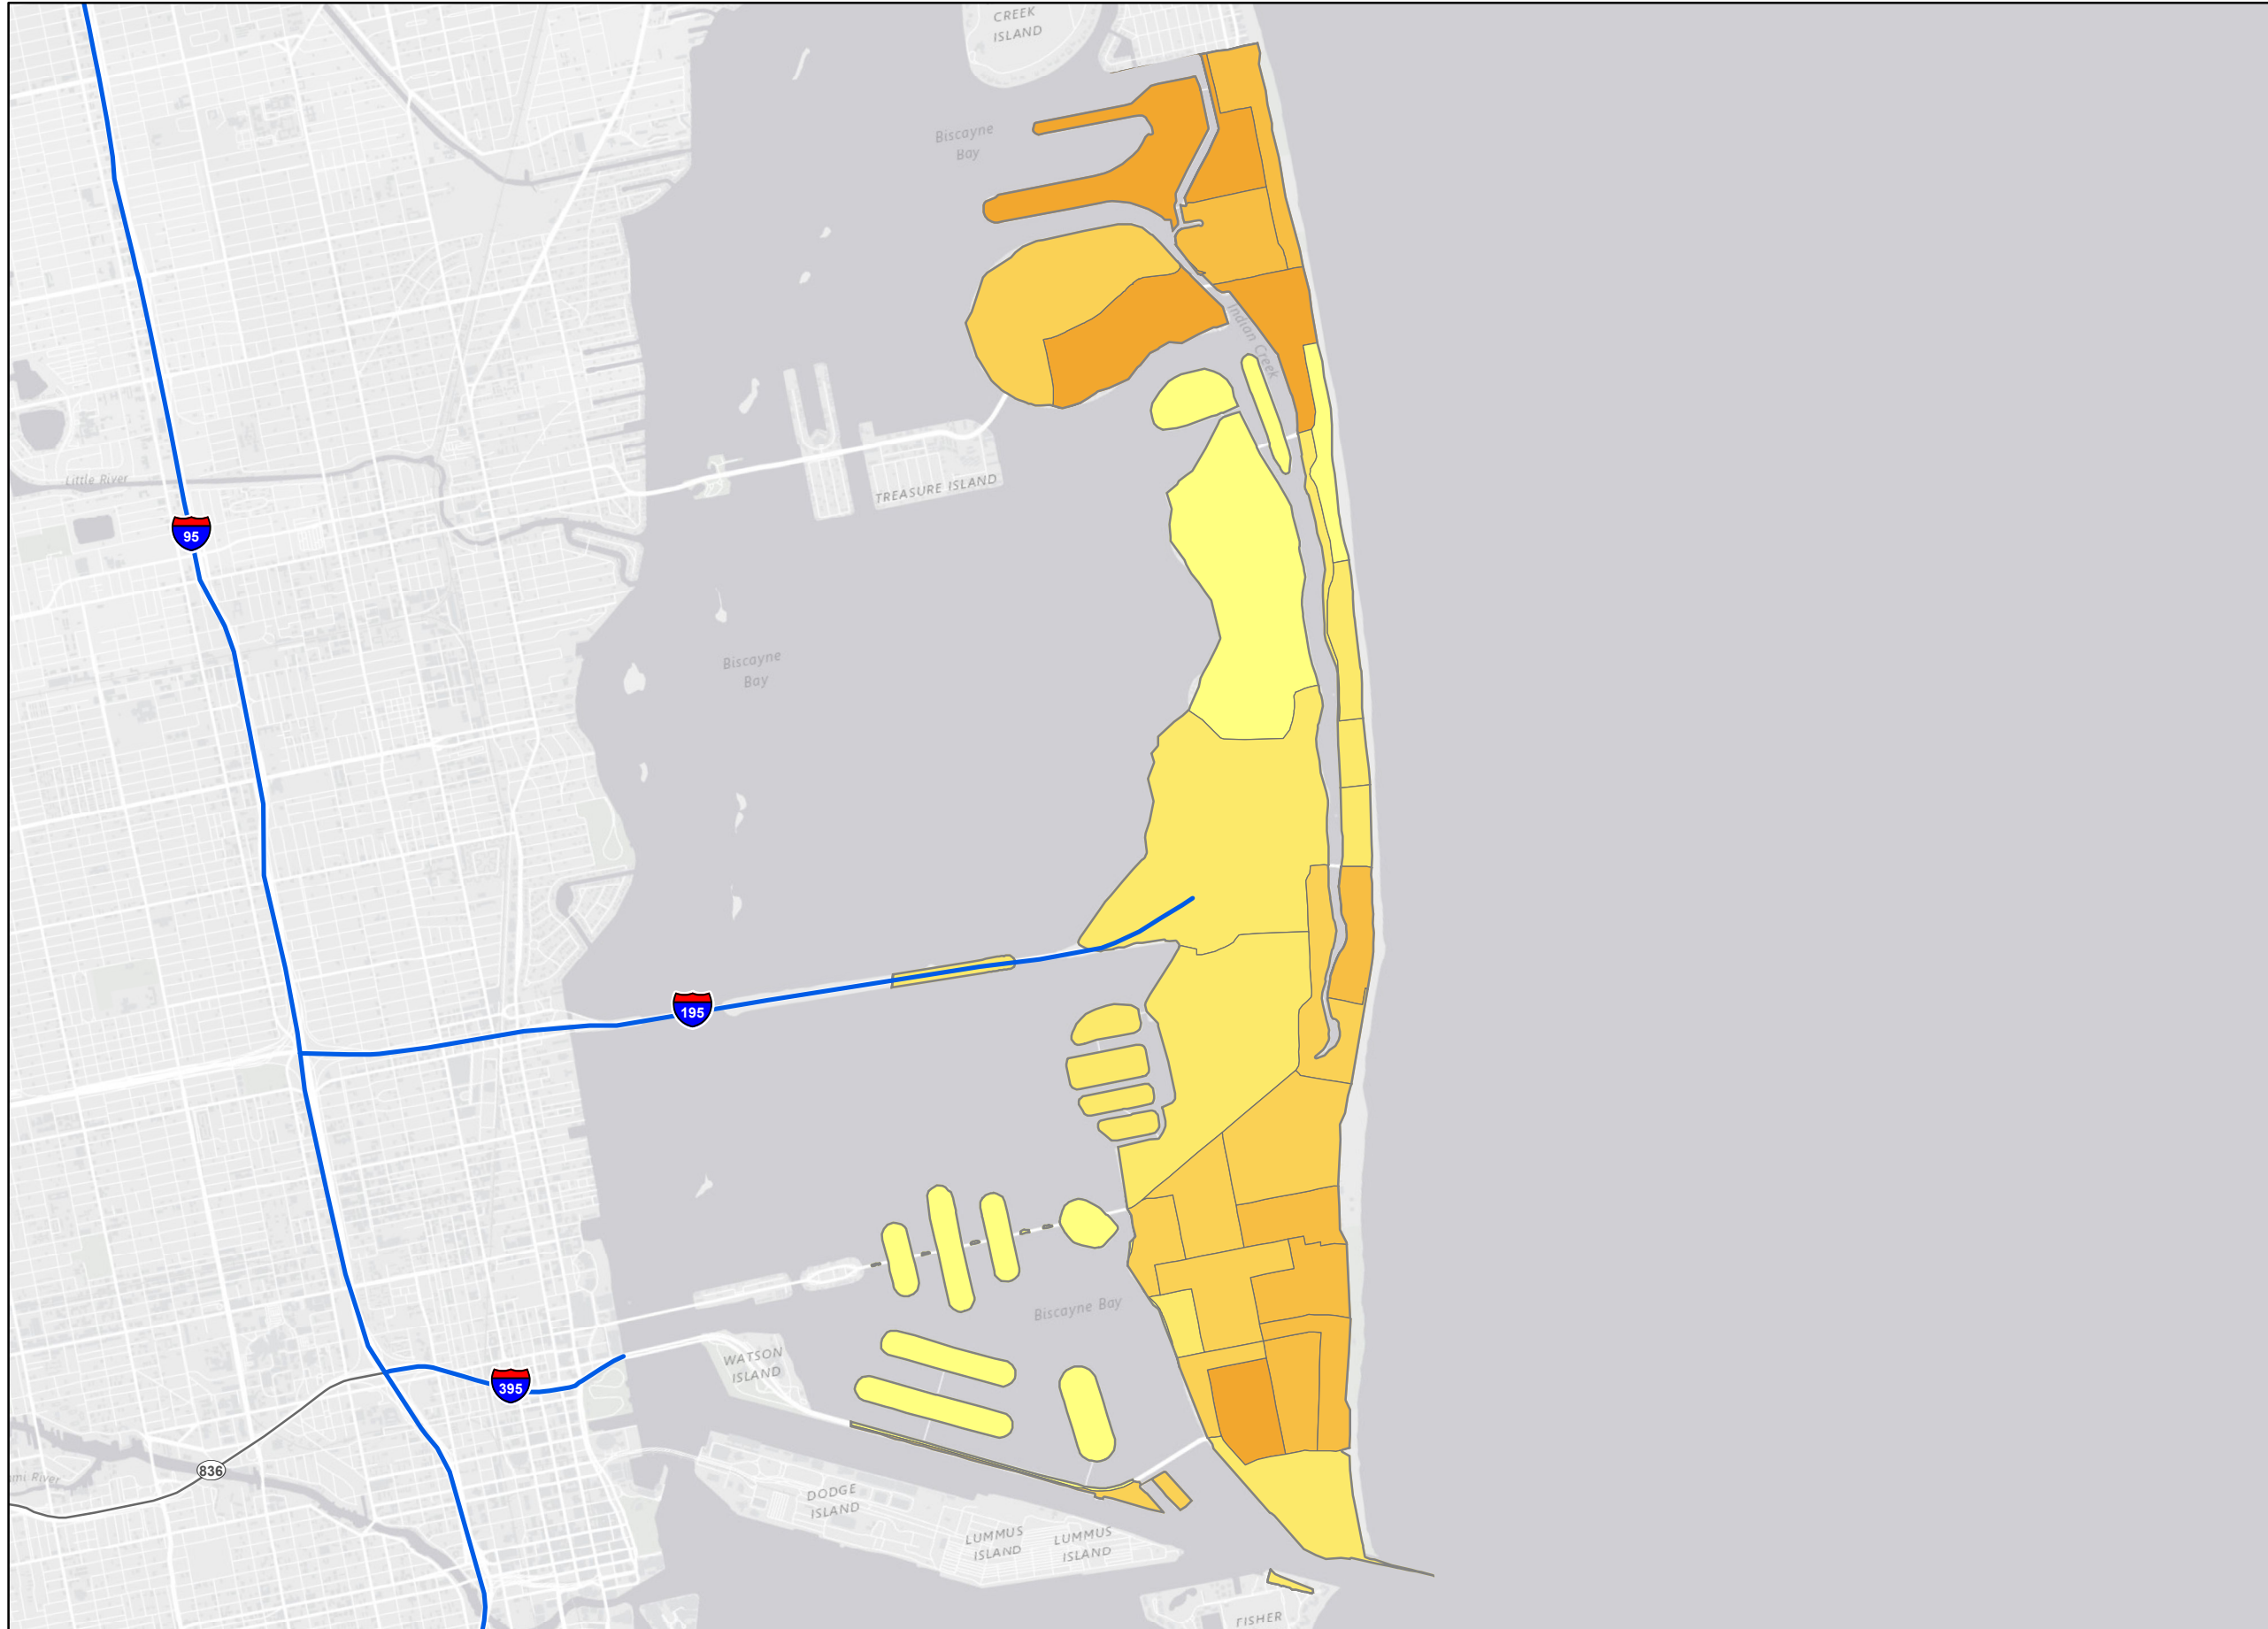 CREEK
ISLAND
Biscayne
Bay
Indian Creek
Little River
TREASURE ISLAND
95
Biscayne
Bay
195
Biscayne Bay
WATSON
ISLAND
395
836
DODGE
ISLAND
LUMMUS
ISLAND
LUMMUS
ISLAND
River